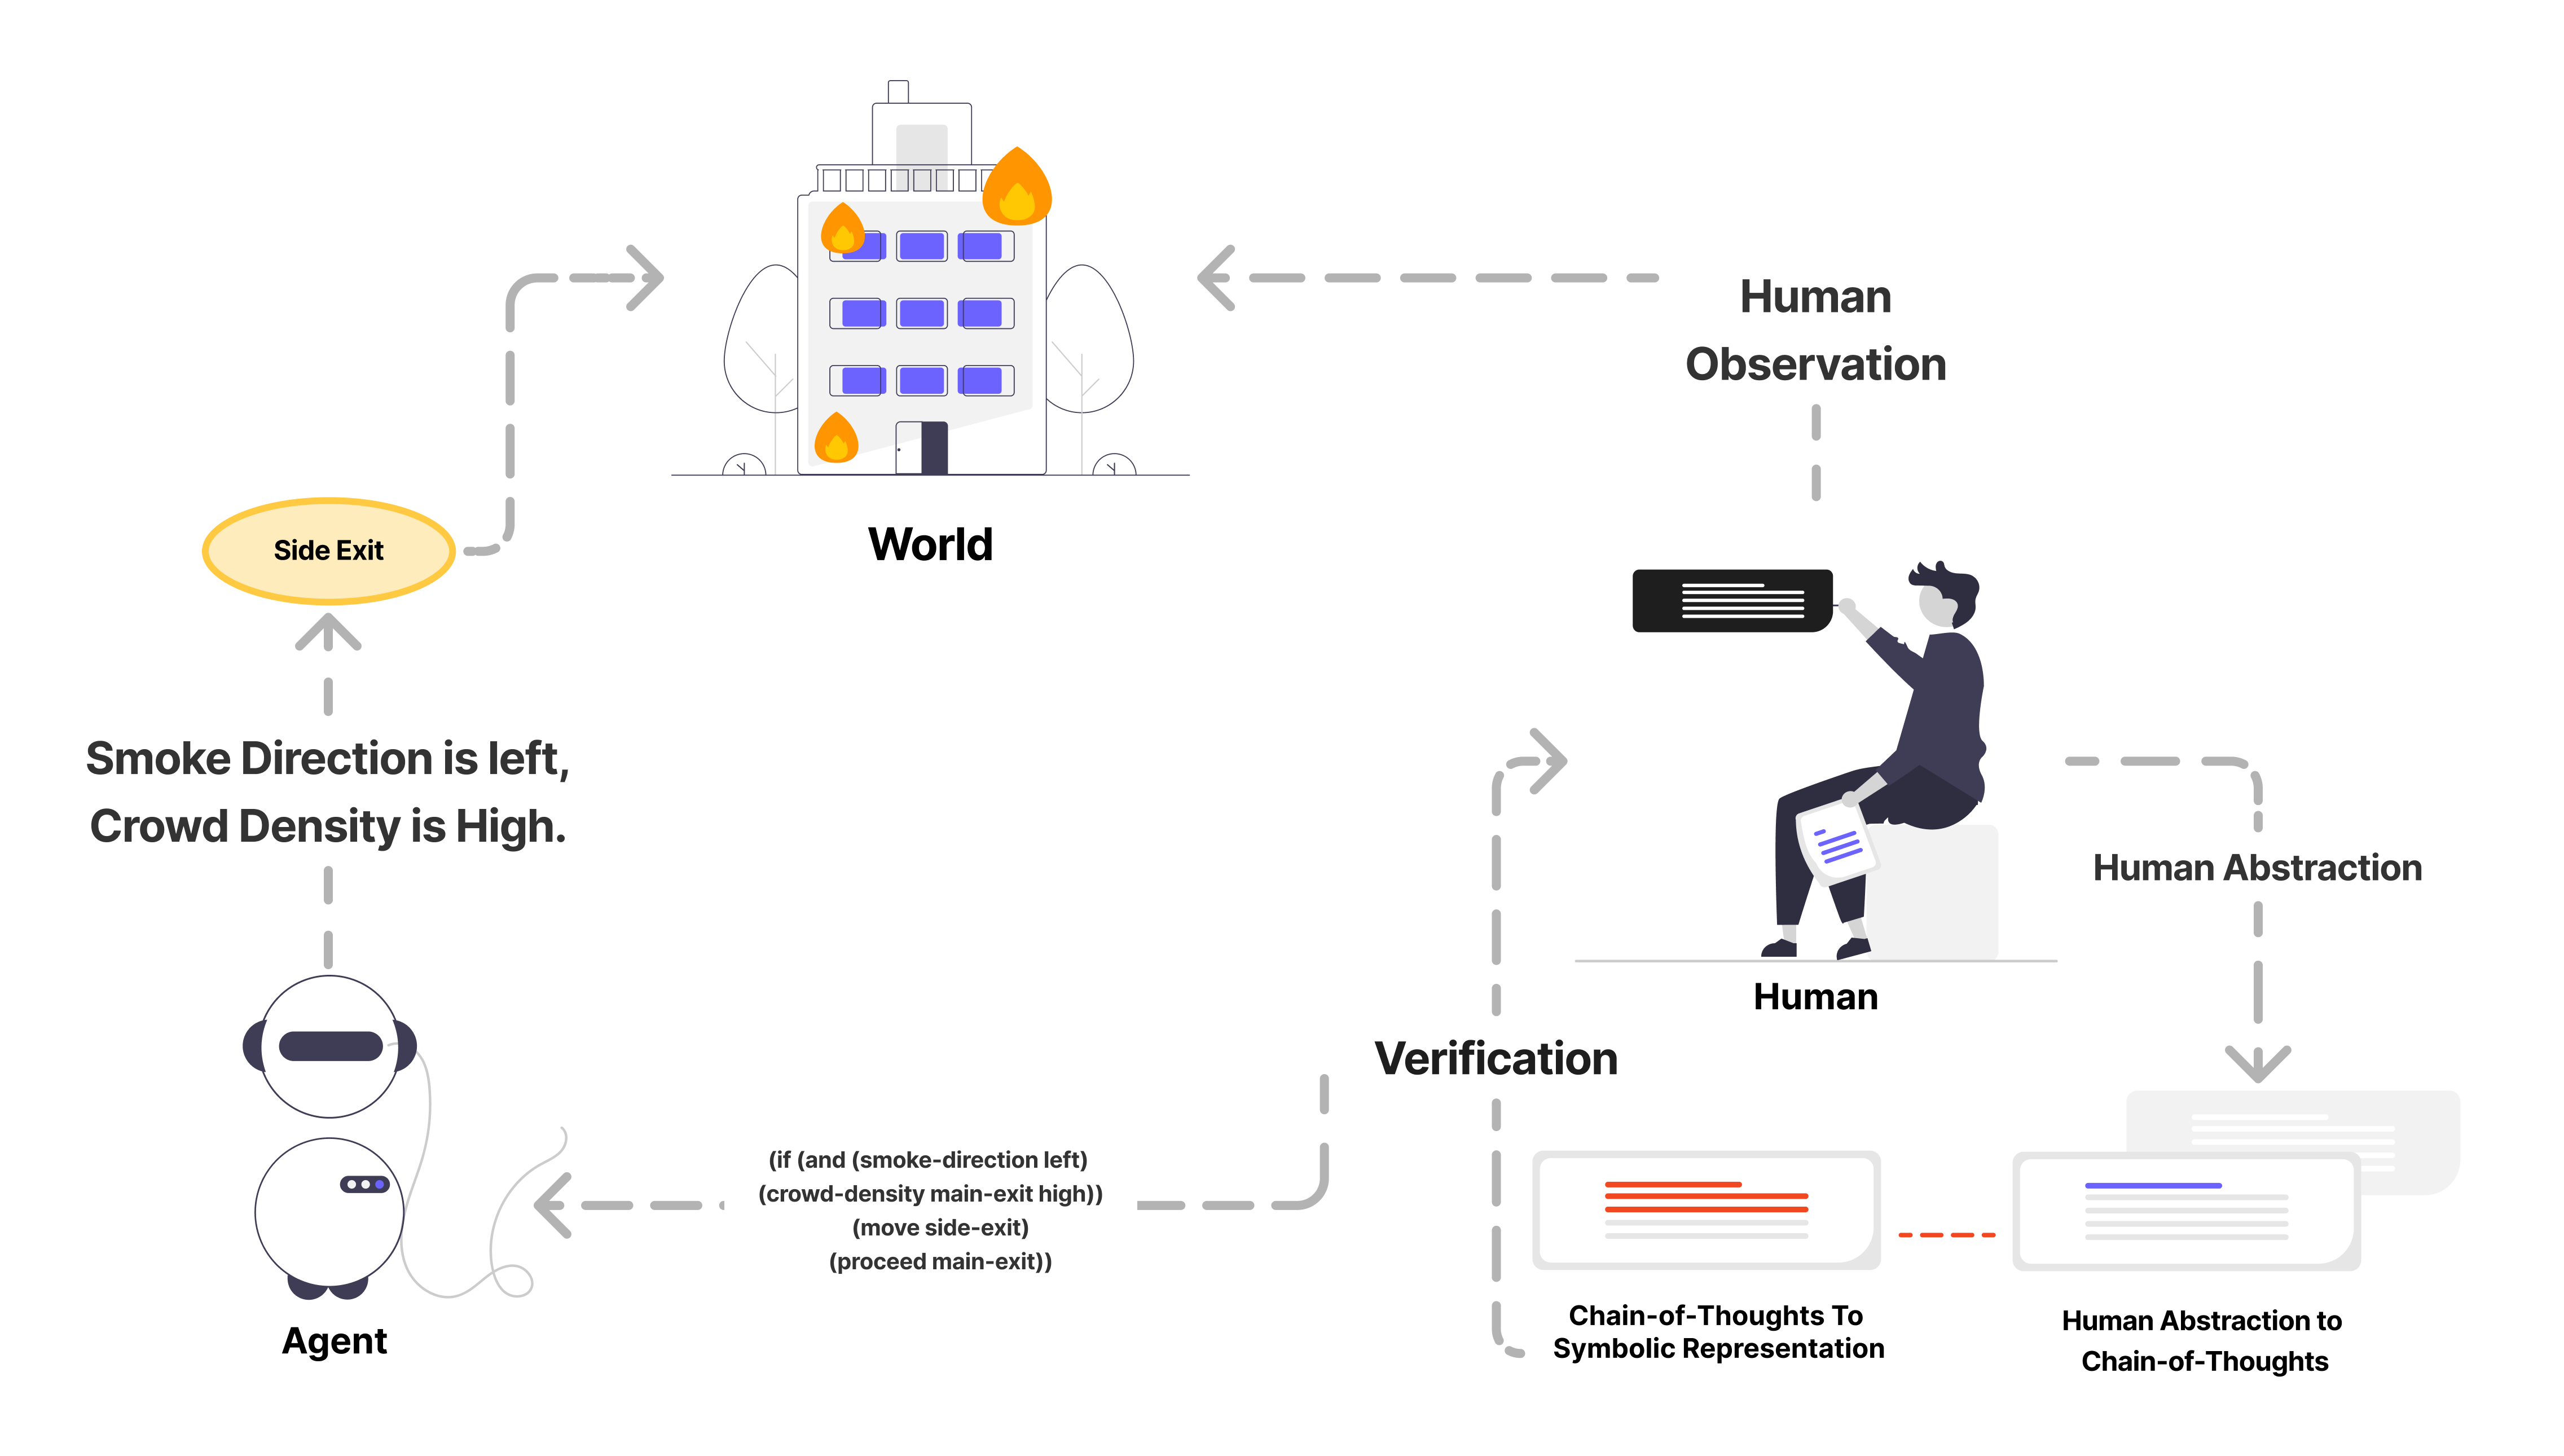 Human
Observation
World
Side Exit
Smoke Direction is left,
Crowd Density is High.
Human Abstraction
Human
Verification
(if (and (smoke-direction left)
(crowd-density main-exit high))
(move side-exit)
(proceed main-exit))
Agent
Chain-of-Thoughts To
Symbolic Representation
Human Abstraction to
Chain-of-Thoughts